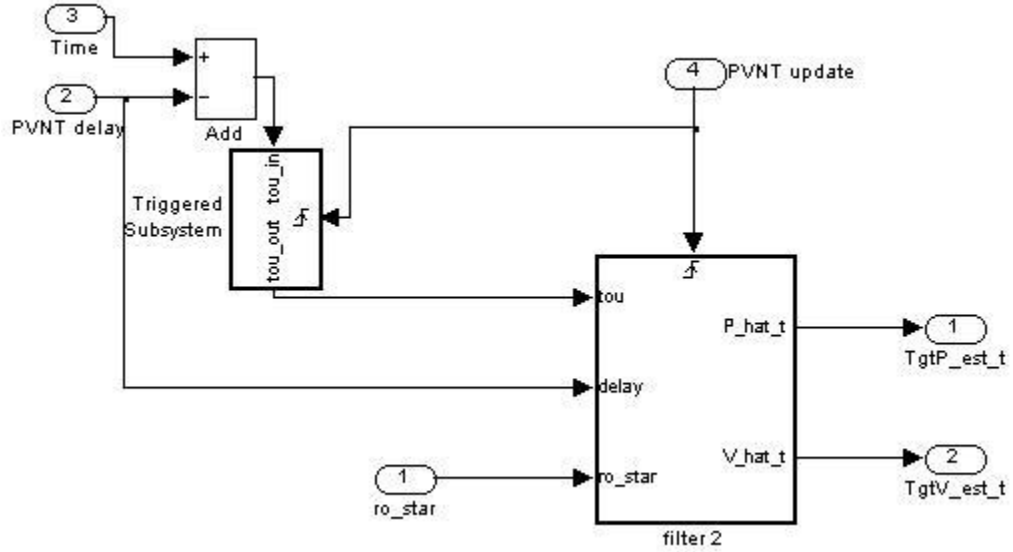 3
Time
2
PVNT delay
+
−
Add
4
PVNT update
Triggered
Subsystem
tou_in
tou_out
tou
delay
ro_star
P_hat_t
V_hat_t
1
TgtP_est_t
2
TgtV_est_t
1
ro_star
filter 2